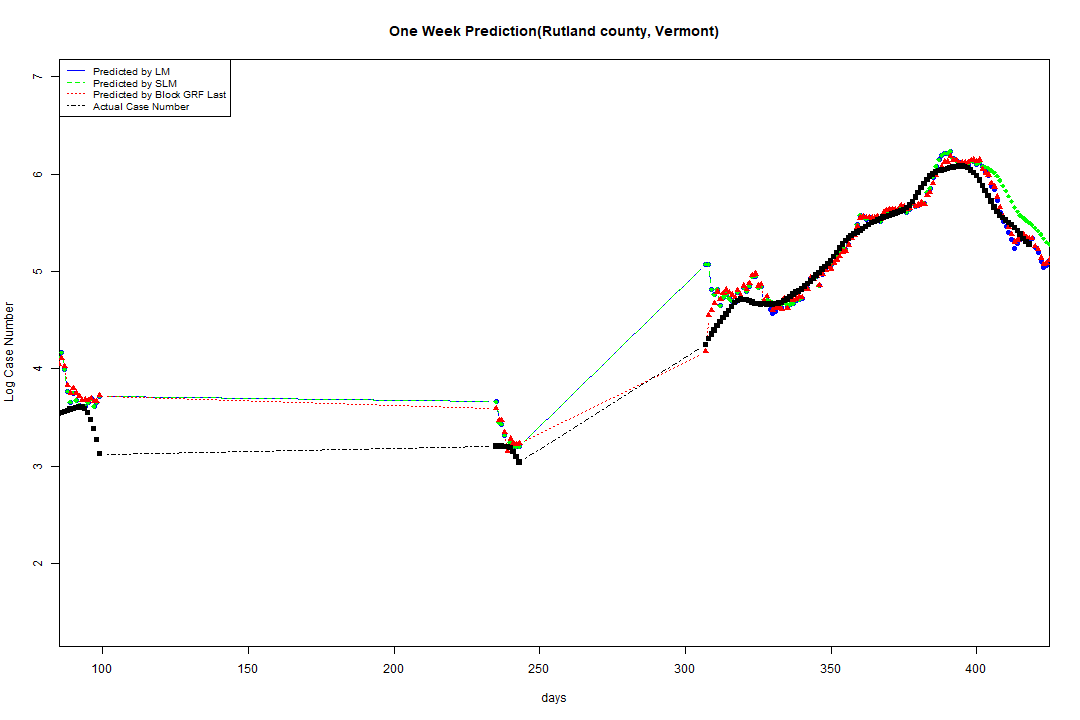 One Week Prediction(Rutland county, Vermont)
Predicted by LM
Predicted by SLM
Predicted by Block GRF Last
Actual Case Number
7
6
5
4
3
2
Log Case Number
100 150 200 250 300 350 400
days